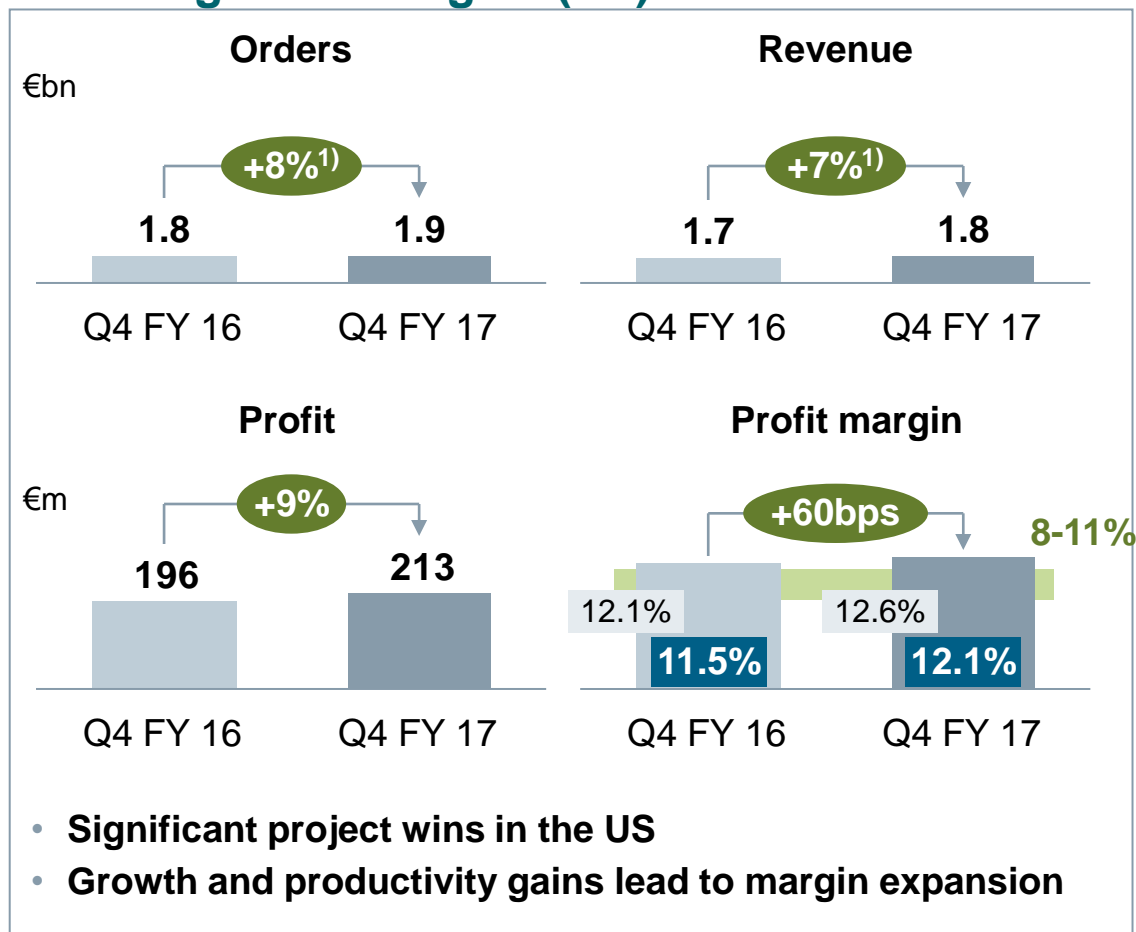 Orders
Revenue
€bn
+8%1)
+7%1)
1.8
1.9
1.7
1.8
Q4 FY 16
Q4 FY 17
Q4 FY 16
Q4 FY 17
Profit
Profit margin
€m
+9%
+60bps
8-11%
196
213
12.1%
12.6%
11.5%
12.1%
Q4 FY 16
Q4 FY 17
Q4 FY 16
Q4 FY 17
• Significant project wins in the US
• Growth and productivity gains lead to margin expansion